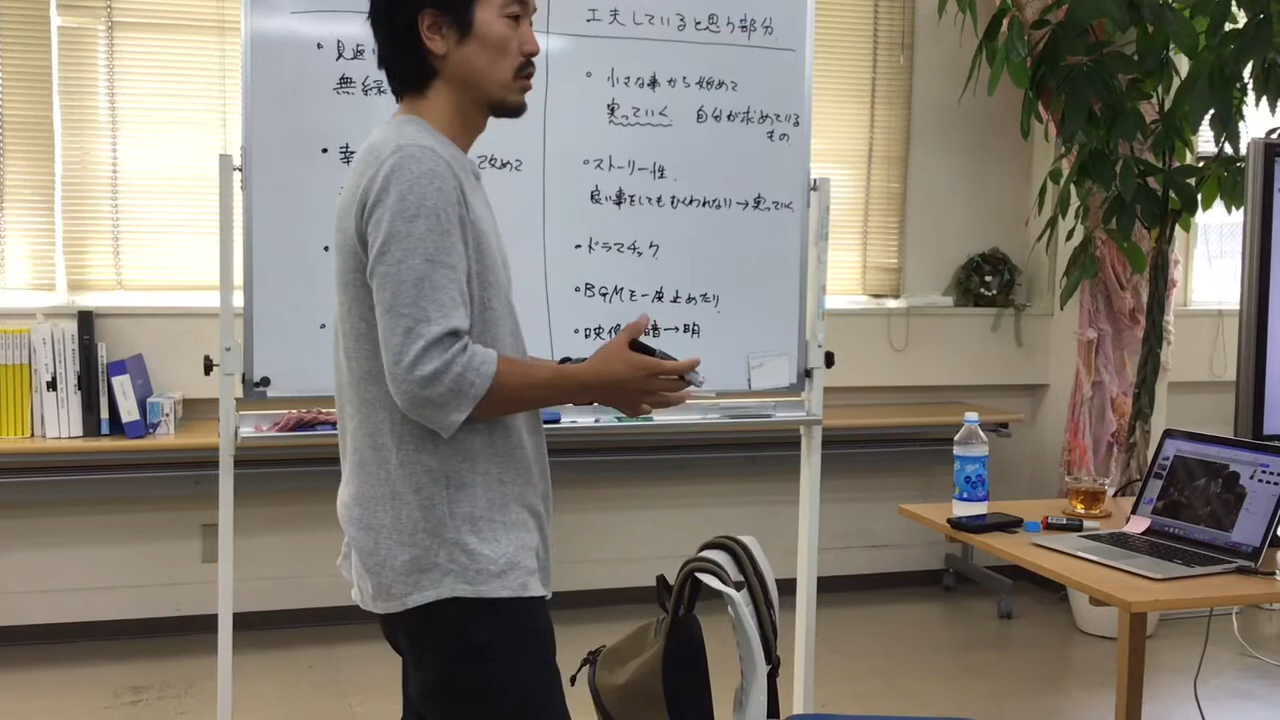 見返
無縁
幸
て改めて
工夫していると思う部分
° 小さな事から始めて
実っていく 自分が求めている
もの
° ストーリー性
良い事をしてもむくわれない → 実っていく
• ドラマチック
° BGMを一度止めたり
° 映像 暗→明